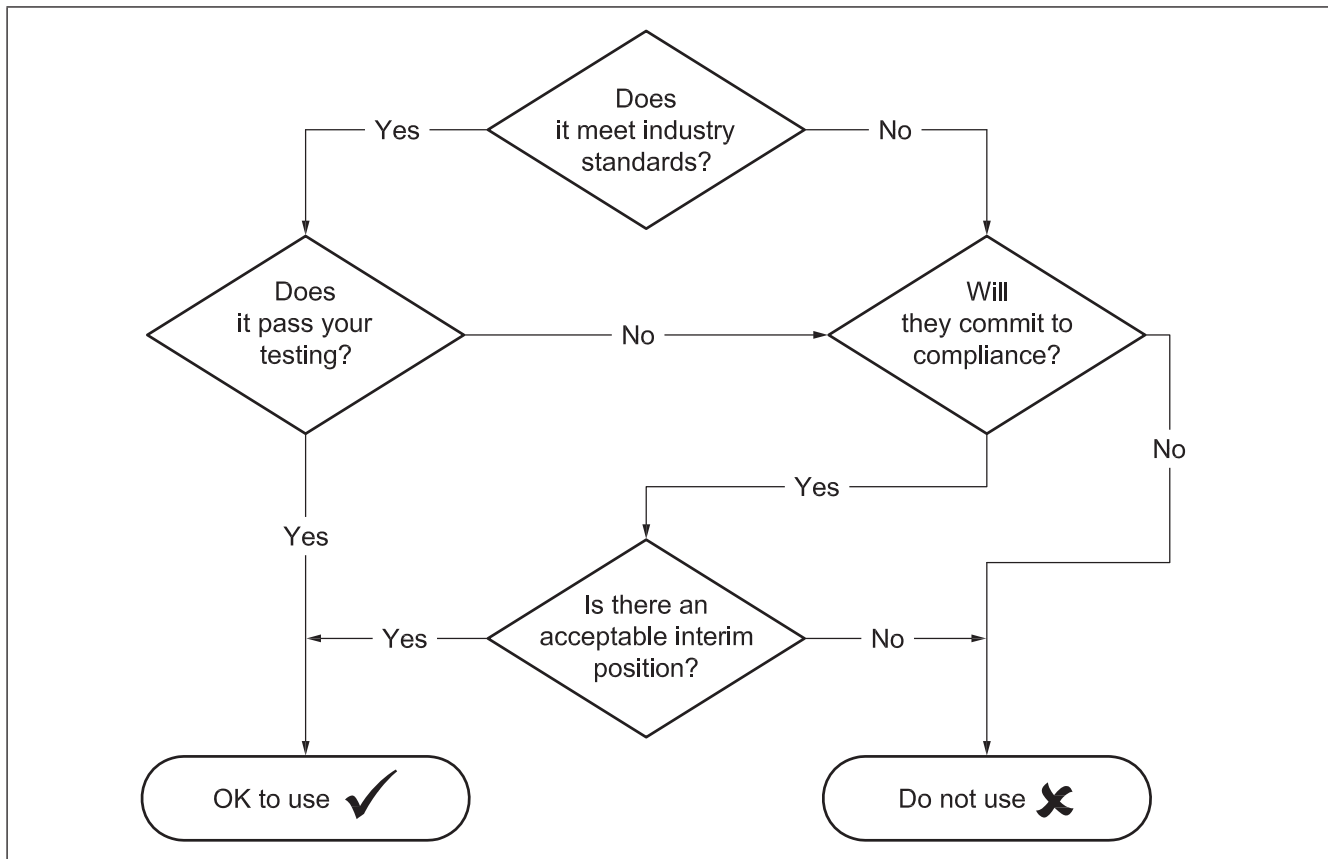 Does
it meet industry
standards?
Yes
No
Does
it pass your
testing?
No
Will
they commit to
compliance?
No
Yes
Yes
Is there an
acceptable interim
position?
Yes
No
OK to use
Do not use